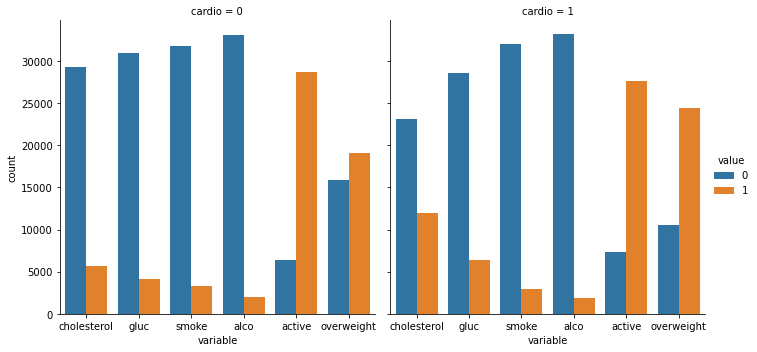 cardio = 0
cardio = 1
30000
25000
20000
15000
10000
5000
0
count
cholesterol gluc smoke alco active overweight
variable
cholesterol gluc smoke alco active overweight
variable
value
0
1